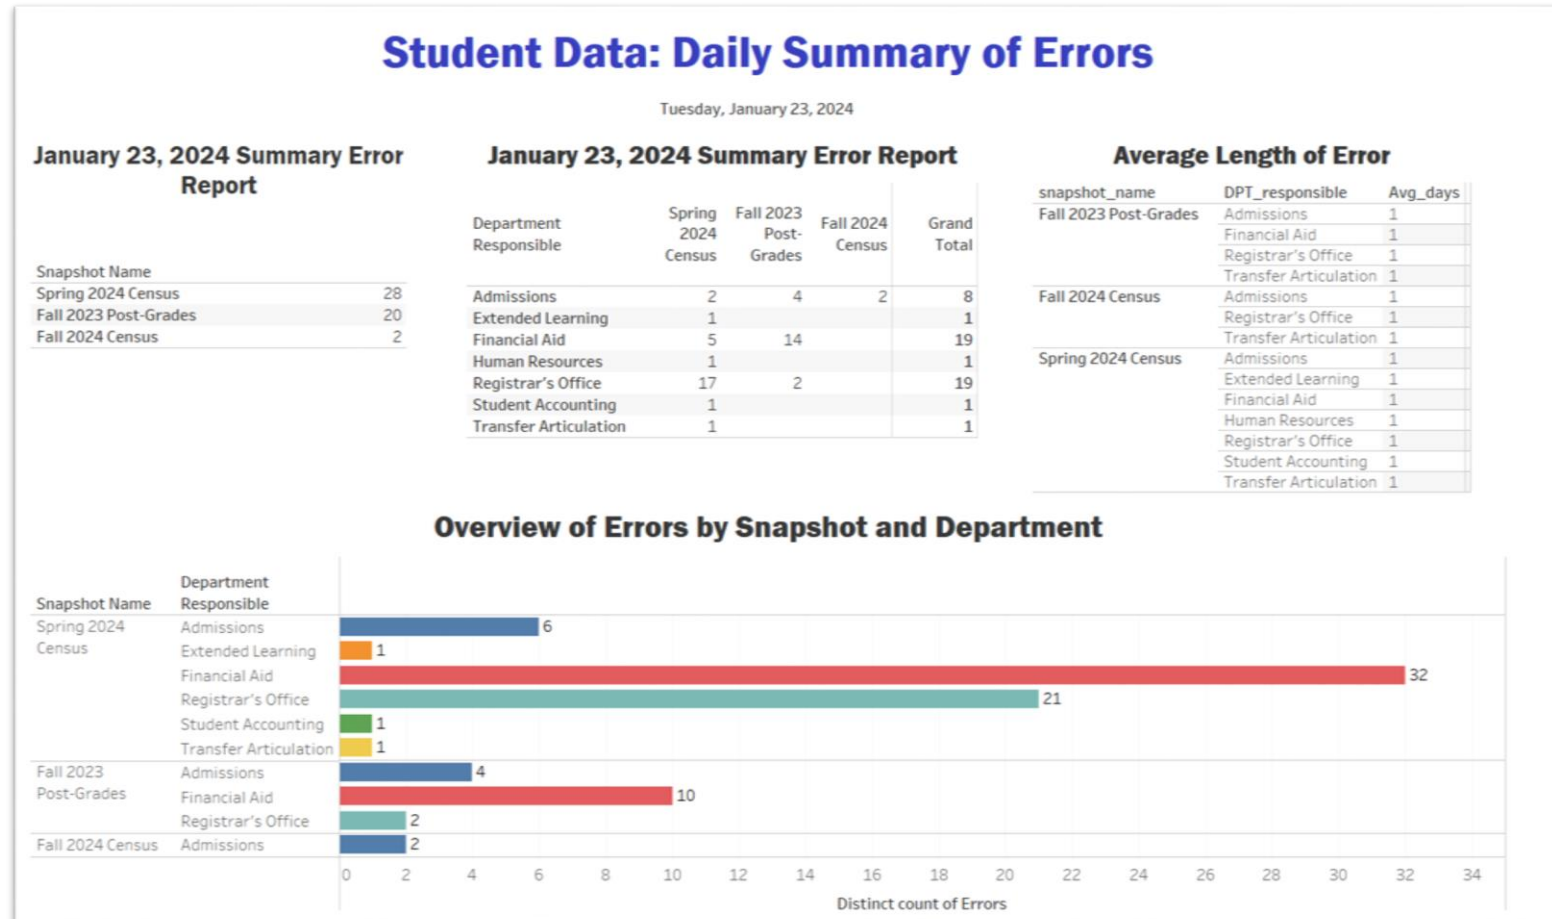 Student Data: Daily Summary of Errors
Tuesday, January 23, 2024
January 23, 2024 Summary Error
Report
Snapshot Name
Spring 2024 Census 28
Fall 2023 Post-Grades 20
Fall 2024 Census 2
January 23, 2024 Summary Error Report
Department
Responsible
Spring
2024
Census
Fall 2023
Post-
Grades
Fall 2024
Census
Grand
Total
Admissions 2 4 2 8
Extended Learning 1 1
Financial Aid 5 14 19
Human Resources 1 1
Registrar's Office 17 2 19
Student Accounting 1 1
Transfer Articulation 1 1
Average Length of Error
snapshot_name DPT_responsible Avg_days
Fall 2023 Post-Grades Admissions 1
Financial Aid 1
Registrar's Office 1
Transfer Articulation 1
Fall 2024 Census Admissions 1
Registrar's Office 1
Transfer Articulation 1
Spring 2024 Census Admissions 1
Extended Learning 1
Financial Aid 1
Human Resources 1
Registrar's Office 1
Student Accounting 1
Transfer Articulation 1
Overview of Errors by Snapshot and Department
Snapshot Name
Department
Responsible
Spring 2024
Census
Admissions 6
Extended Learning 1
Financial Aid 32
Registrar's Office 21
Student Accounting 1
Transfer Articulation 1
Fall 2023
Post-Grades
Admissions 4
Financial Aid 10
Registrar's Office 2
Fall 2024 Census Admissions 2
0 2 4 6 8 10 12 14 16 18 20 22 24 26 28 30 32 34
Distinct count of Errors